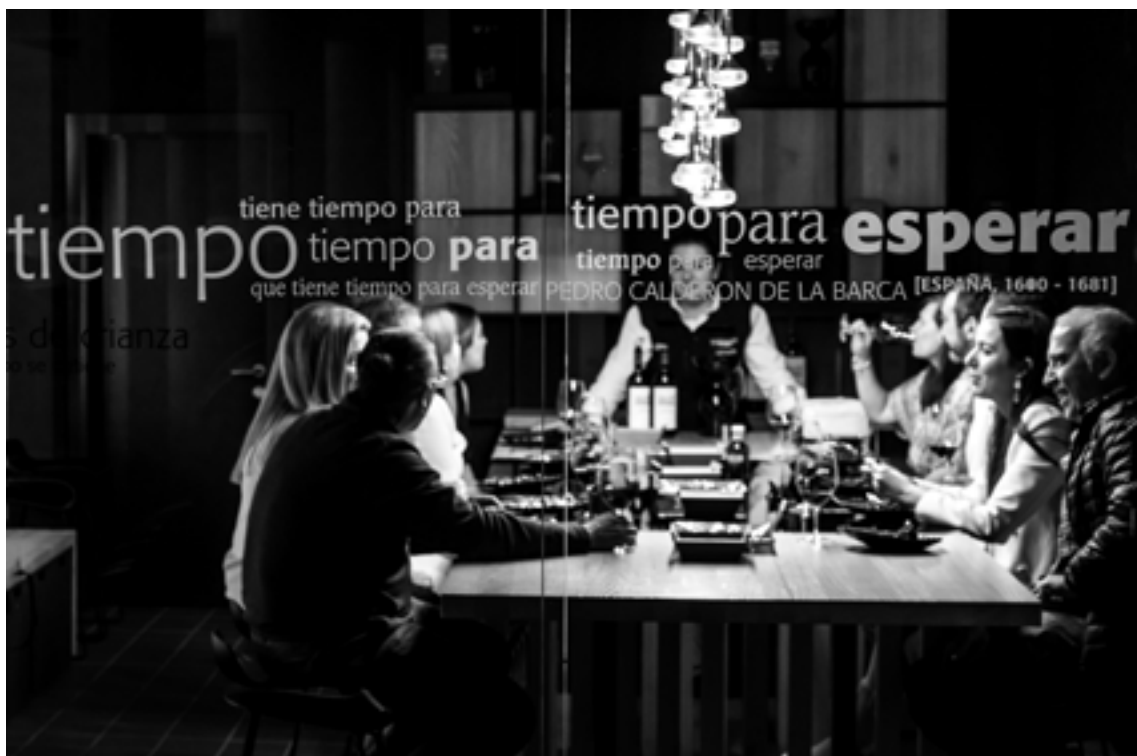 tiempo
tiene tiempo para
tiempo para
que tiene tiempo para esperar
tiempo para esperar
tiempo para esperar
PEDRO CALDERON DE LA BARCA [ESPAÑA, 1600 - 1681]
crianza